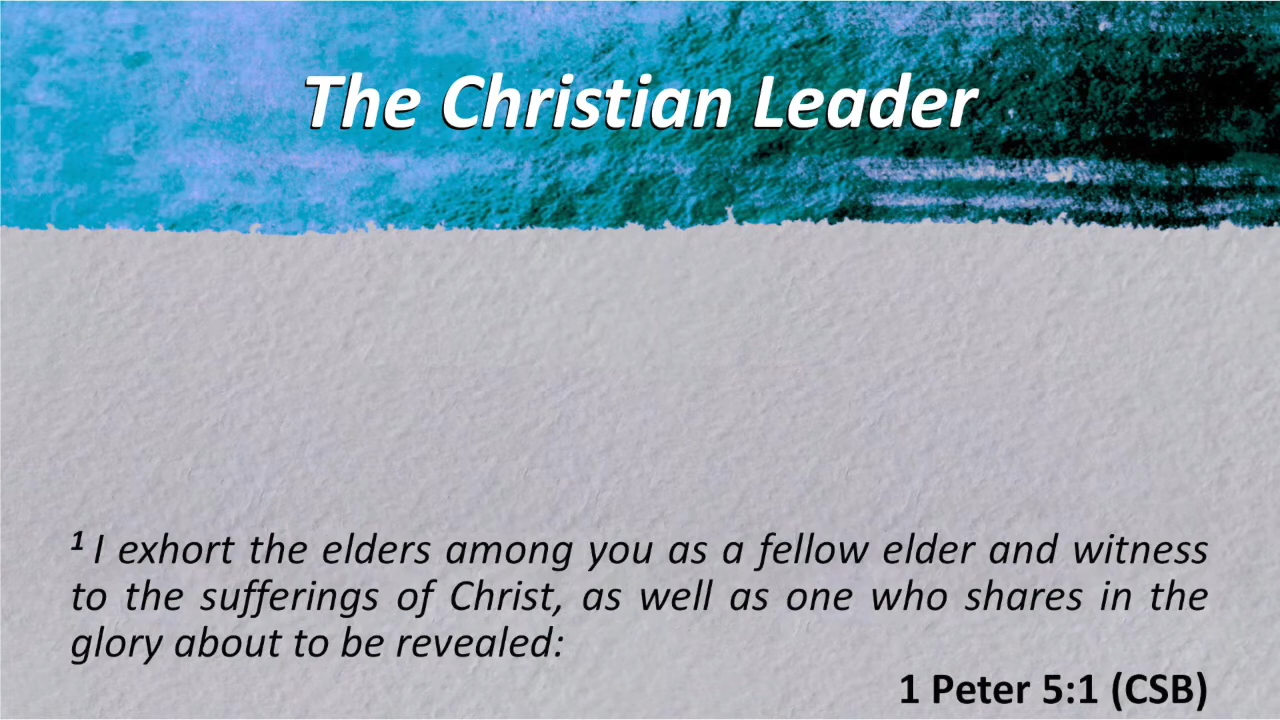 The Christian Leader
1 I exhort the elders among you as a fellow elder and witness
to the sufferings of Christ, as well as one who shares in the
glory about to be revealed:
1 Peter 5:1 (CSB)